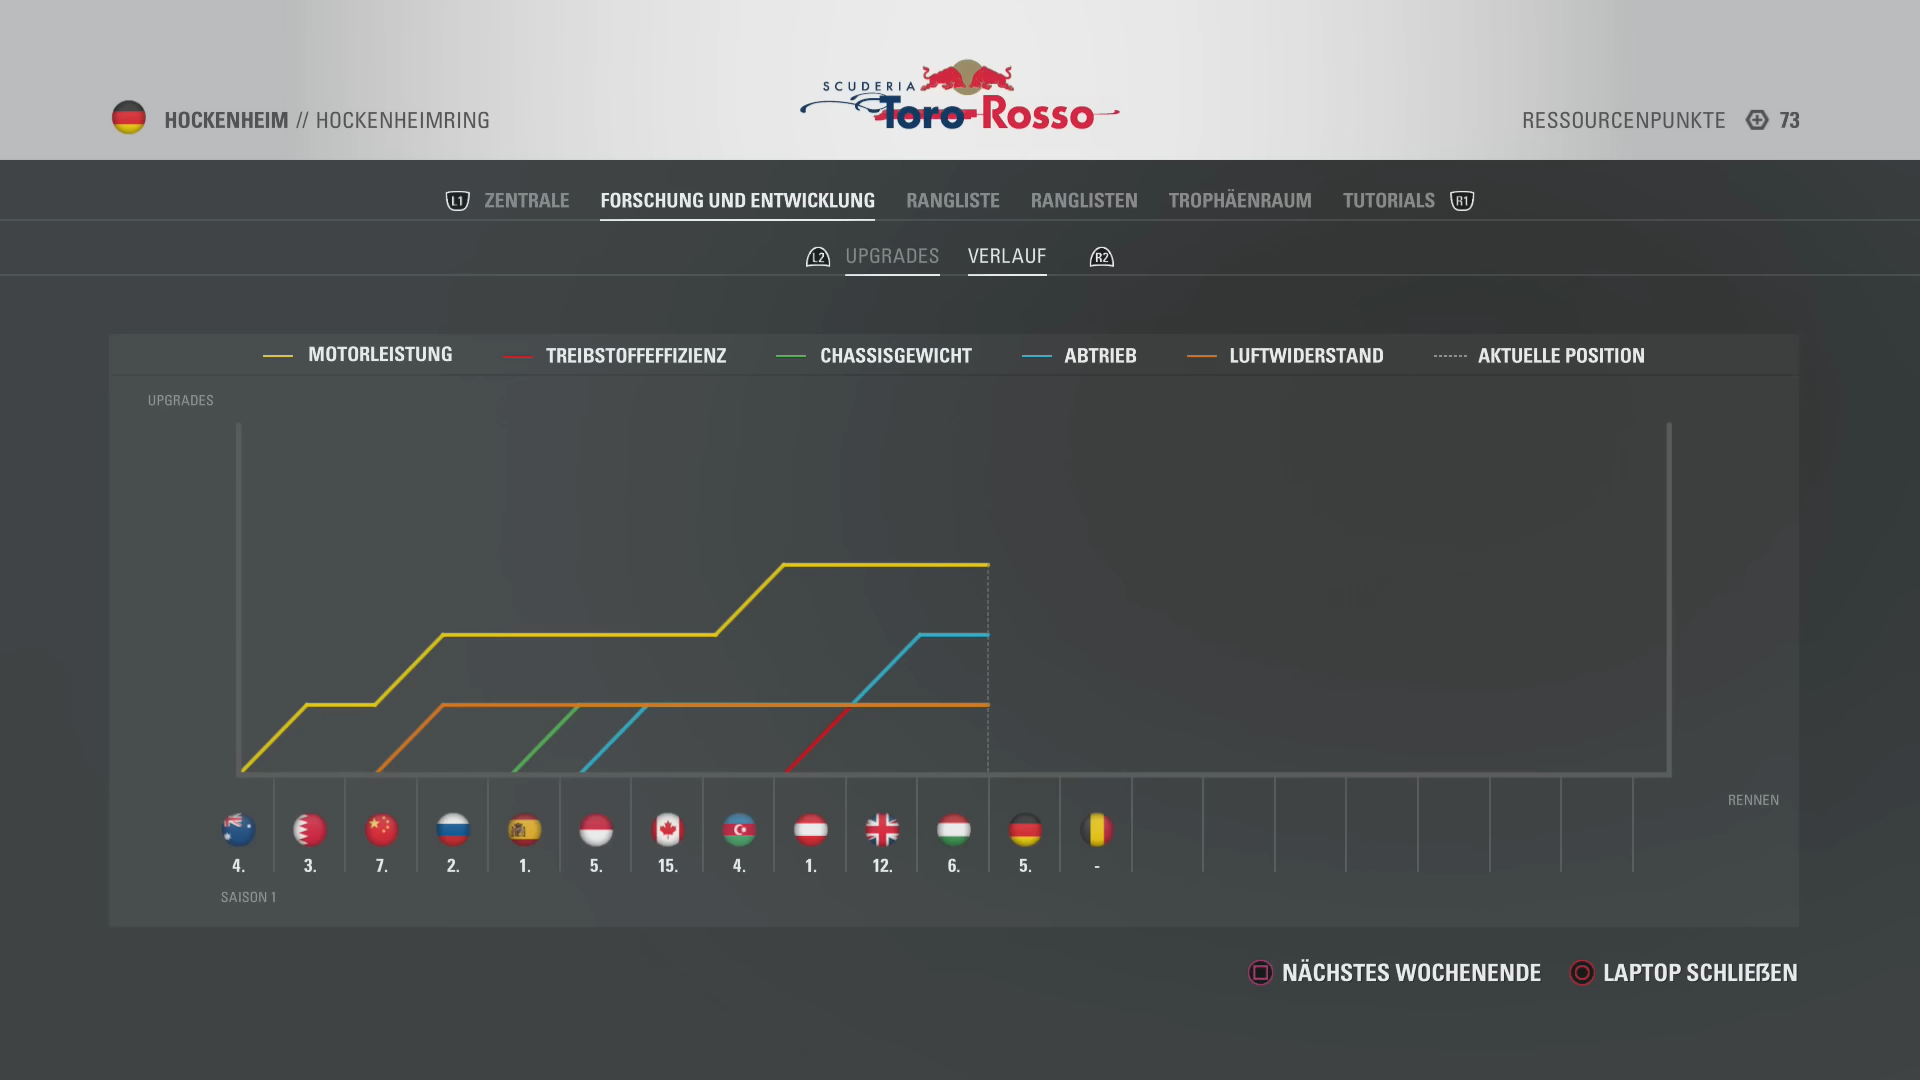 SCUDERIA
Toro Rosso
HOCKENHEIM // HOCKENHEIMRING
RESSOURCENPUNKTE 73
L1 ZENTRALE FORSCHUNG UND ENTWICKLUNG RANGLISTE RANGLISTEN TROPHÄENRAUM TUTORIALS R1
L2 UPGRADES VERLAUF R2
MOTORLEISTUNG TREIBSTOFFEFFIZIENZ CHASSISGEWICHT ABTRIEB LUFTWIDERSTAND AKTUELLE POSITION
UPGRADES
RENNEN
4. 3. 7. 2. 1. 5. 15. 4. 1. 12. 6. 5. -
SAISON 1
NÄCHSTES WOCHENENDE LAPTOP SCHLIEßEN